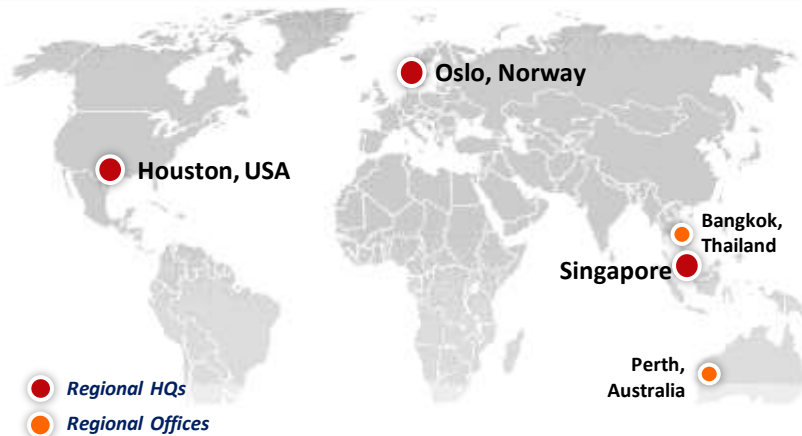 Oslo, Norway
Houston, USA
Bangkok,
Thailand
Singapore
Perth,
Australia
Regional HQs
Regional Offices